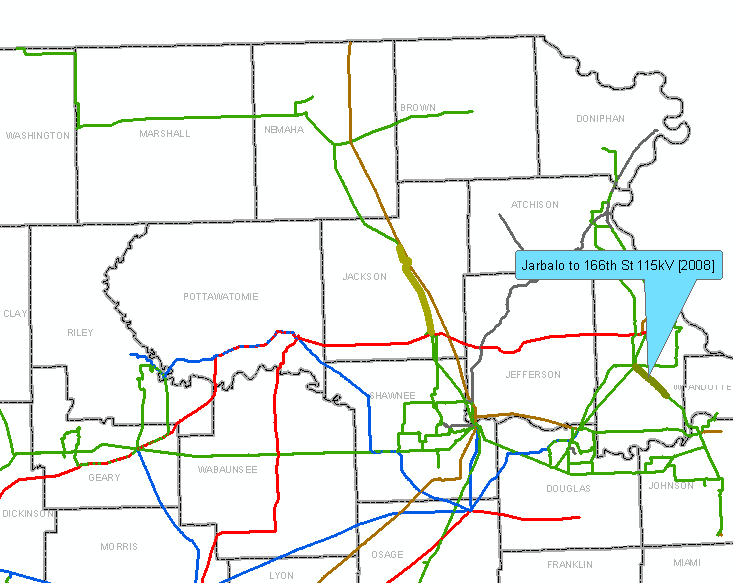 BROWN
DONIPHAN
WASHINGTON
MARSHALL
NEMAHA
ATCHISON
Jarbalo to 166th St 115kV [2008]
JACKSON
POTTAWATOMIE
CLAY
RILEY
JEFFERSON
SHAWNEE
WABAUNSEE
GEARY
DOUGLAS
JOHNSON
DICKINSON
MORRIS
OSAGE
FRANKLIN
MIAMI
LYON